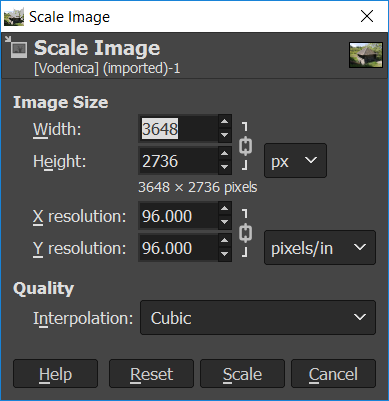 Scale Image
Scale Image
[Vodenica] (imported)-1
Image Size
Width: 3648
Height: 2736 px
3648 × 2736 pixels
X resolution: 96.000
Y resolution: 96.000 pixels/in
Quality
Interpolation: Cubic
Help Reset Scale Cancel